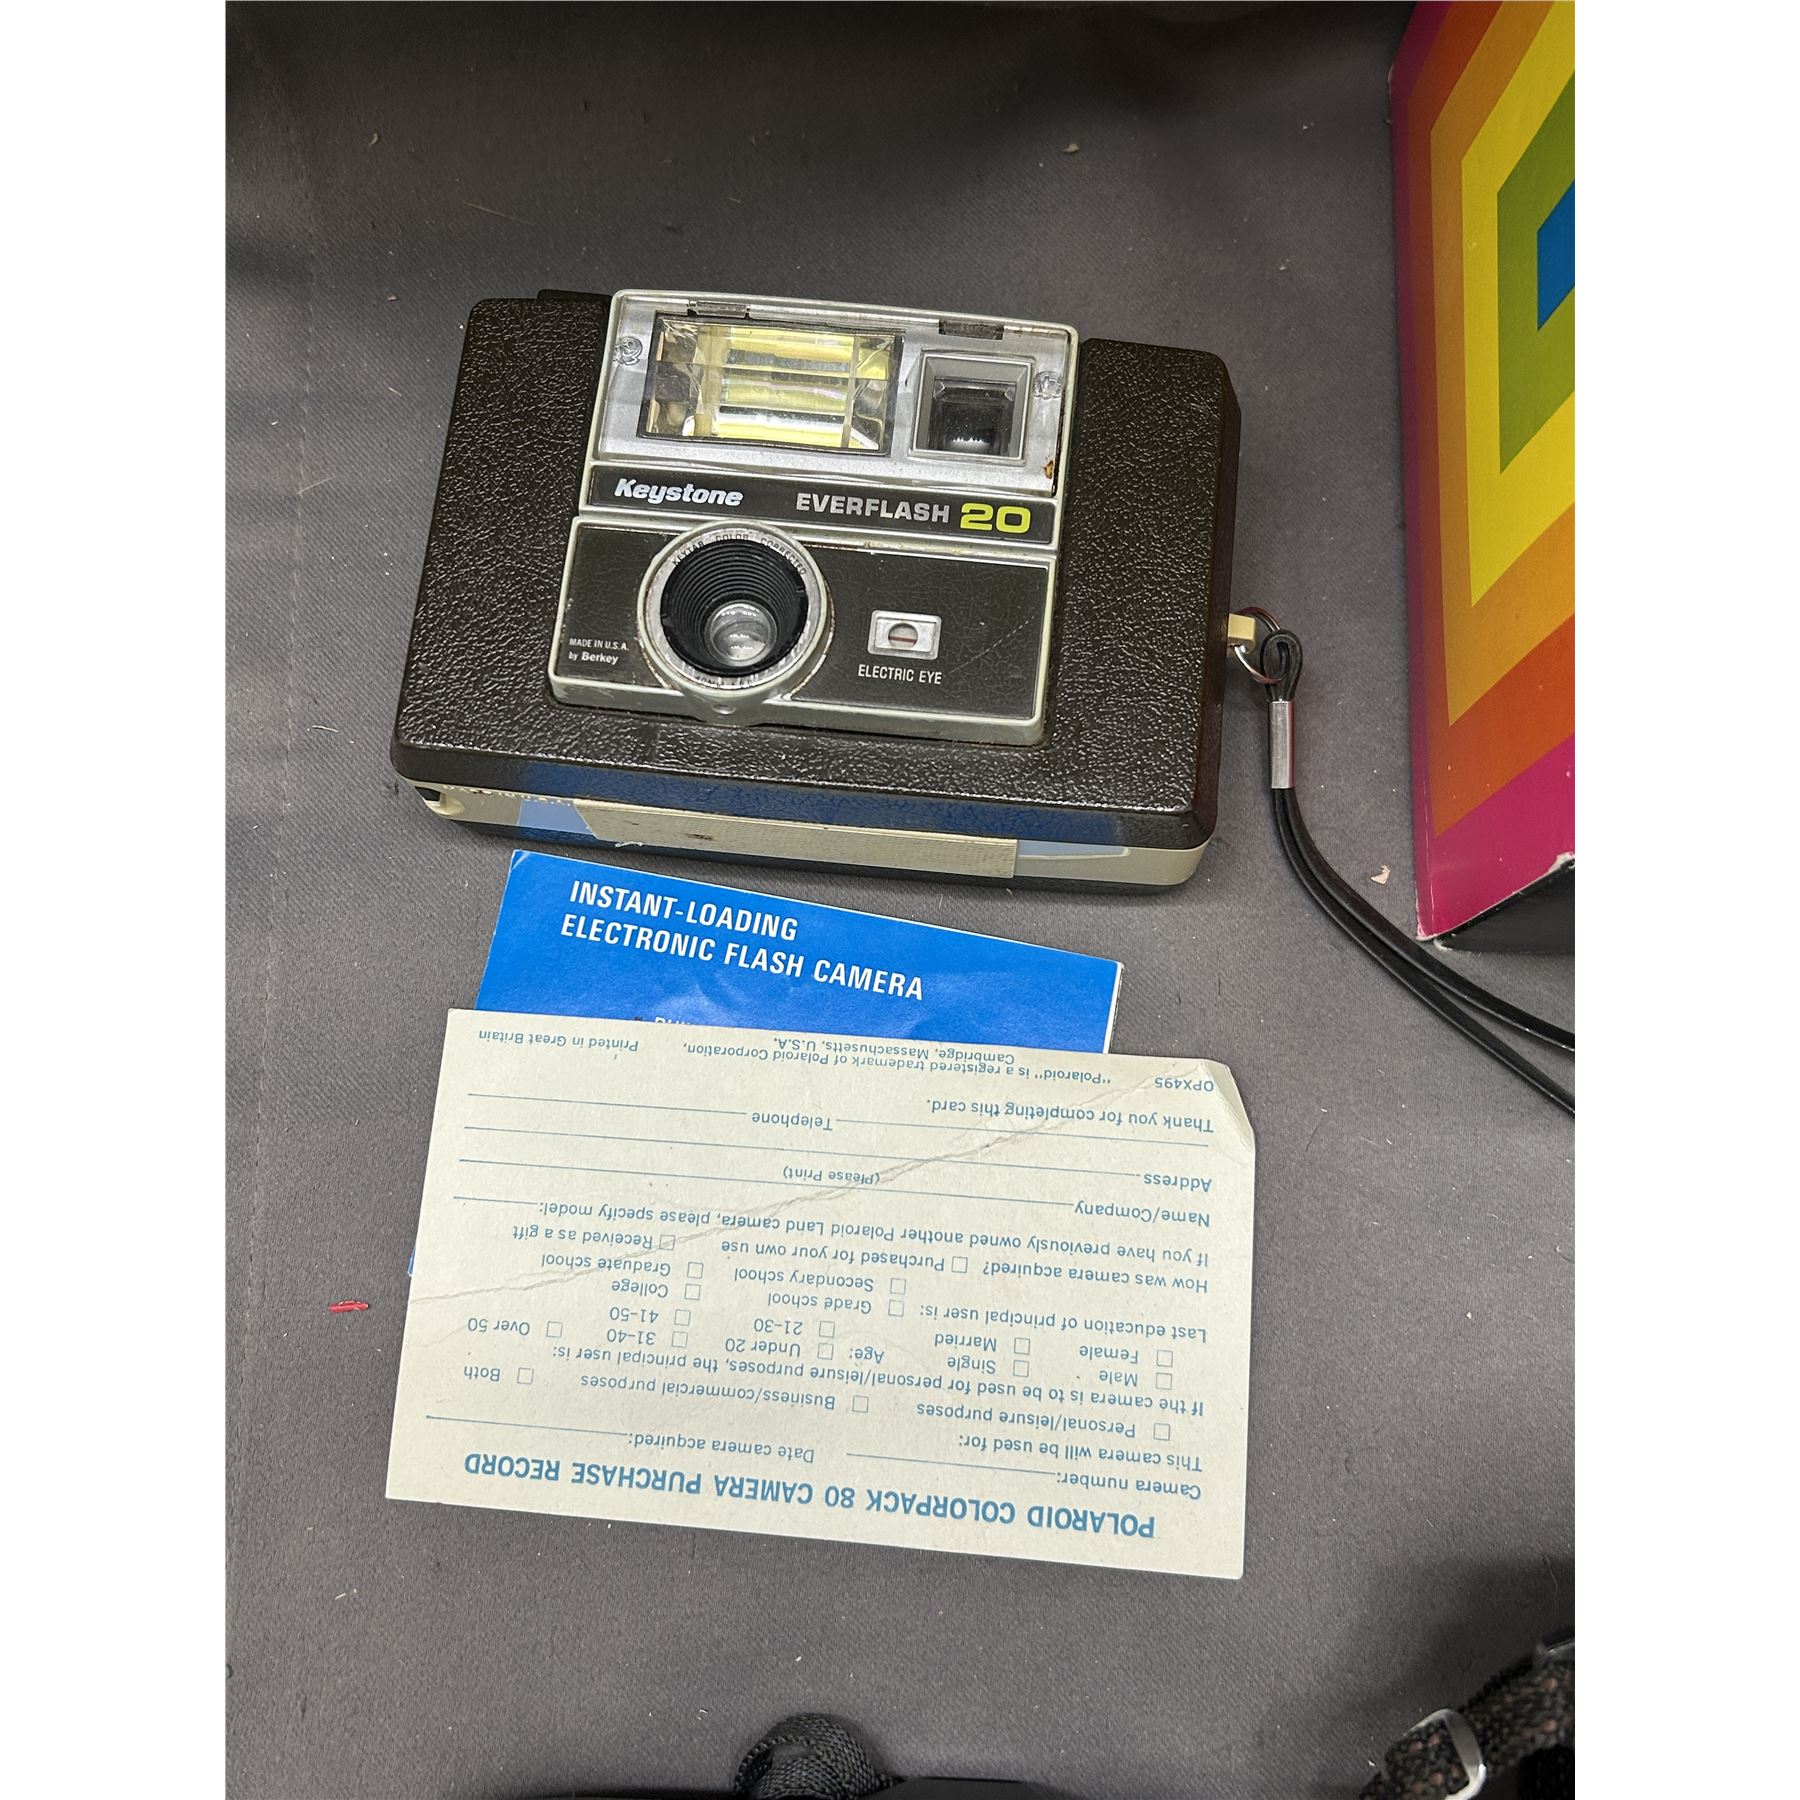 Keystone EVERFLASH 20
KEYTAR COLOR CORRECTED
MADE IN U.S.A.
by Berkey
ELECTRIC EYE
INSTANT-LOADING
ELECTRONIC FLASH CAMERA
POLAROID COLORPACK 80 CAMERA PURCHASE RECORD
Camera number: Date camera acquired:
This camera will be used for:
Personal/leisure purposes Business/commercial purposes Both
If the camera is to be used for personal/leisure purposes, the principal user is:
Male Single Age: Under 20 31-40 Over 50
Female Married 21-30 41-50
Last education of principal user is: Grade school College
Secondary school Graduate school
How was camera acquired? Purchased for your own use Received as a gift
If you have previously owned another Polaroid Land camera, please specify model:
Name/Company
(Please Print)
Address
Telephone
Thank you for completing this card.
OPX495 "Polaroid" is a registered trademark of Polaroid Corporation, Printed in Great Britain
Cambridge, Massachusetts, U.S.A.